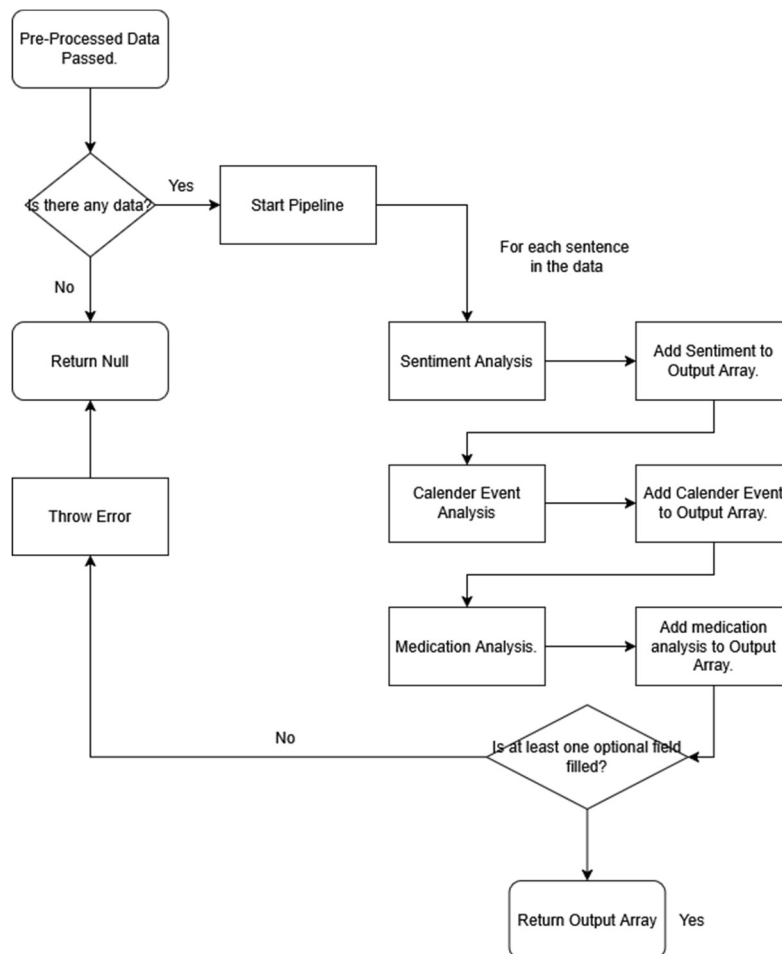 Pre-Processed Data
Passed.
Is there any data?
Yes
Start Pipeline
No
For each sentence
in the data
Return Null
Sentiment Analysis
Add Sentiment to
Output Array.
Throw Error
Calender Event
Analysis
Add Calender Event
to Output Array.
Medication Analysis.
Add medication
analysis to Output
Array.
No
Is at least one optional field
filled?
Return Output Array
Yes